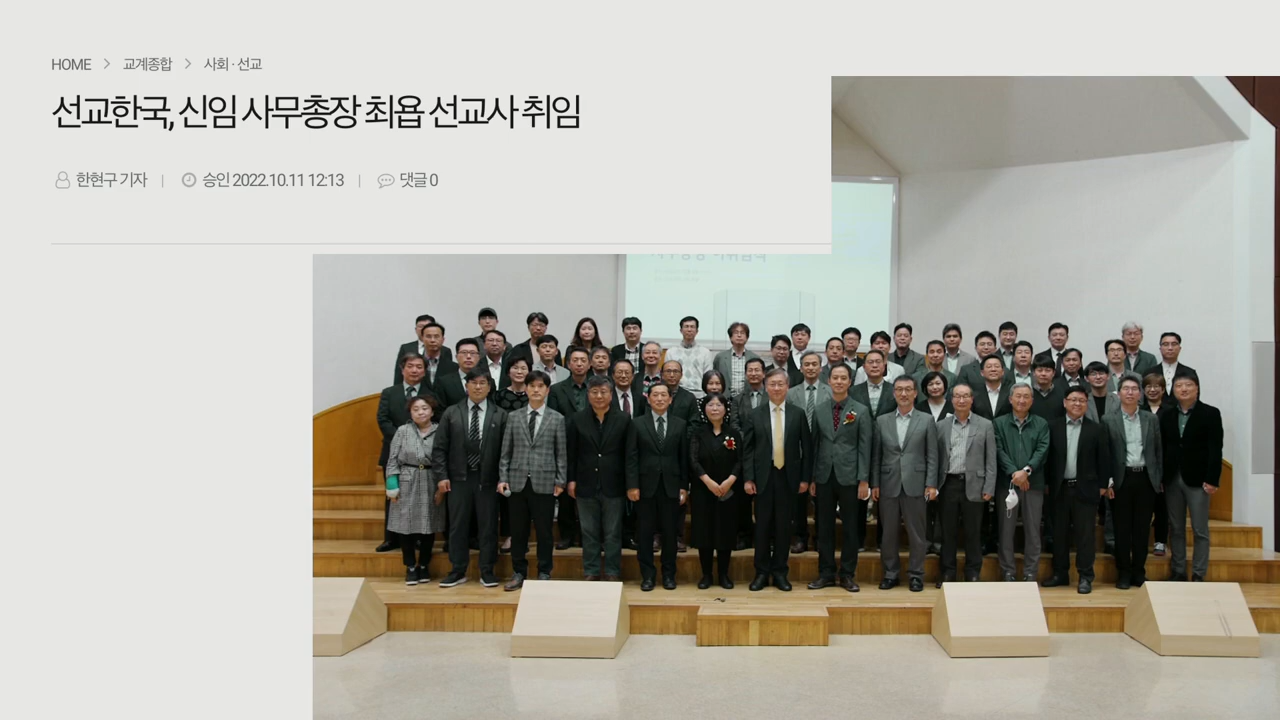 HOME > 교계종합 > 사회·선교
선교한국, 신임 사무총장 최욥 선교사 취임
한현구 기자 | 승인 2022.10.11 12:13 | 댓글 0